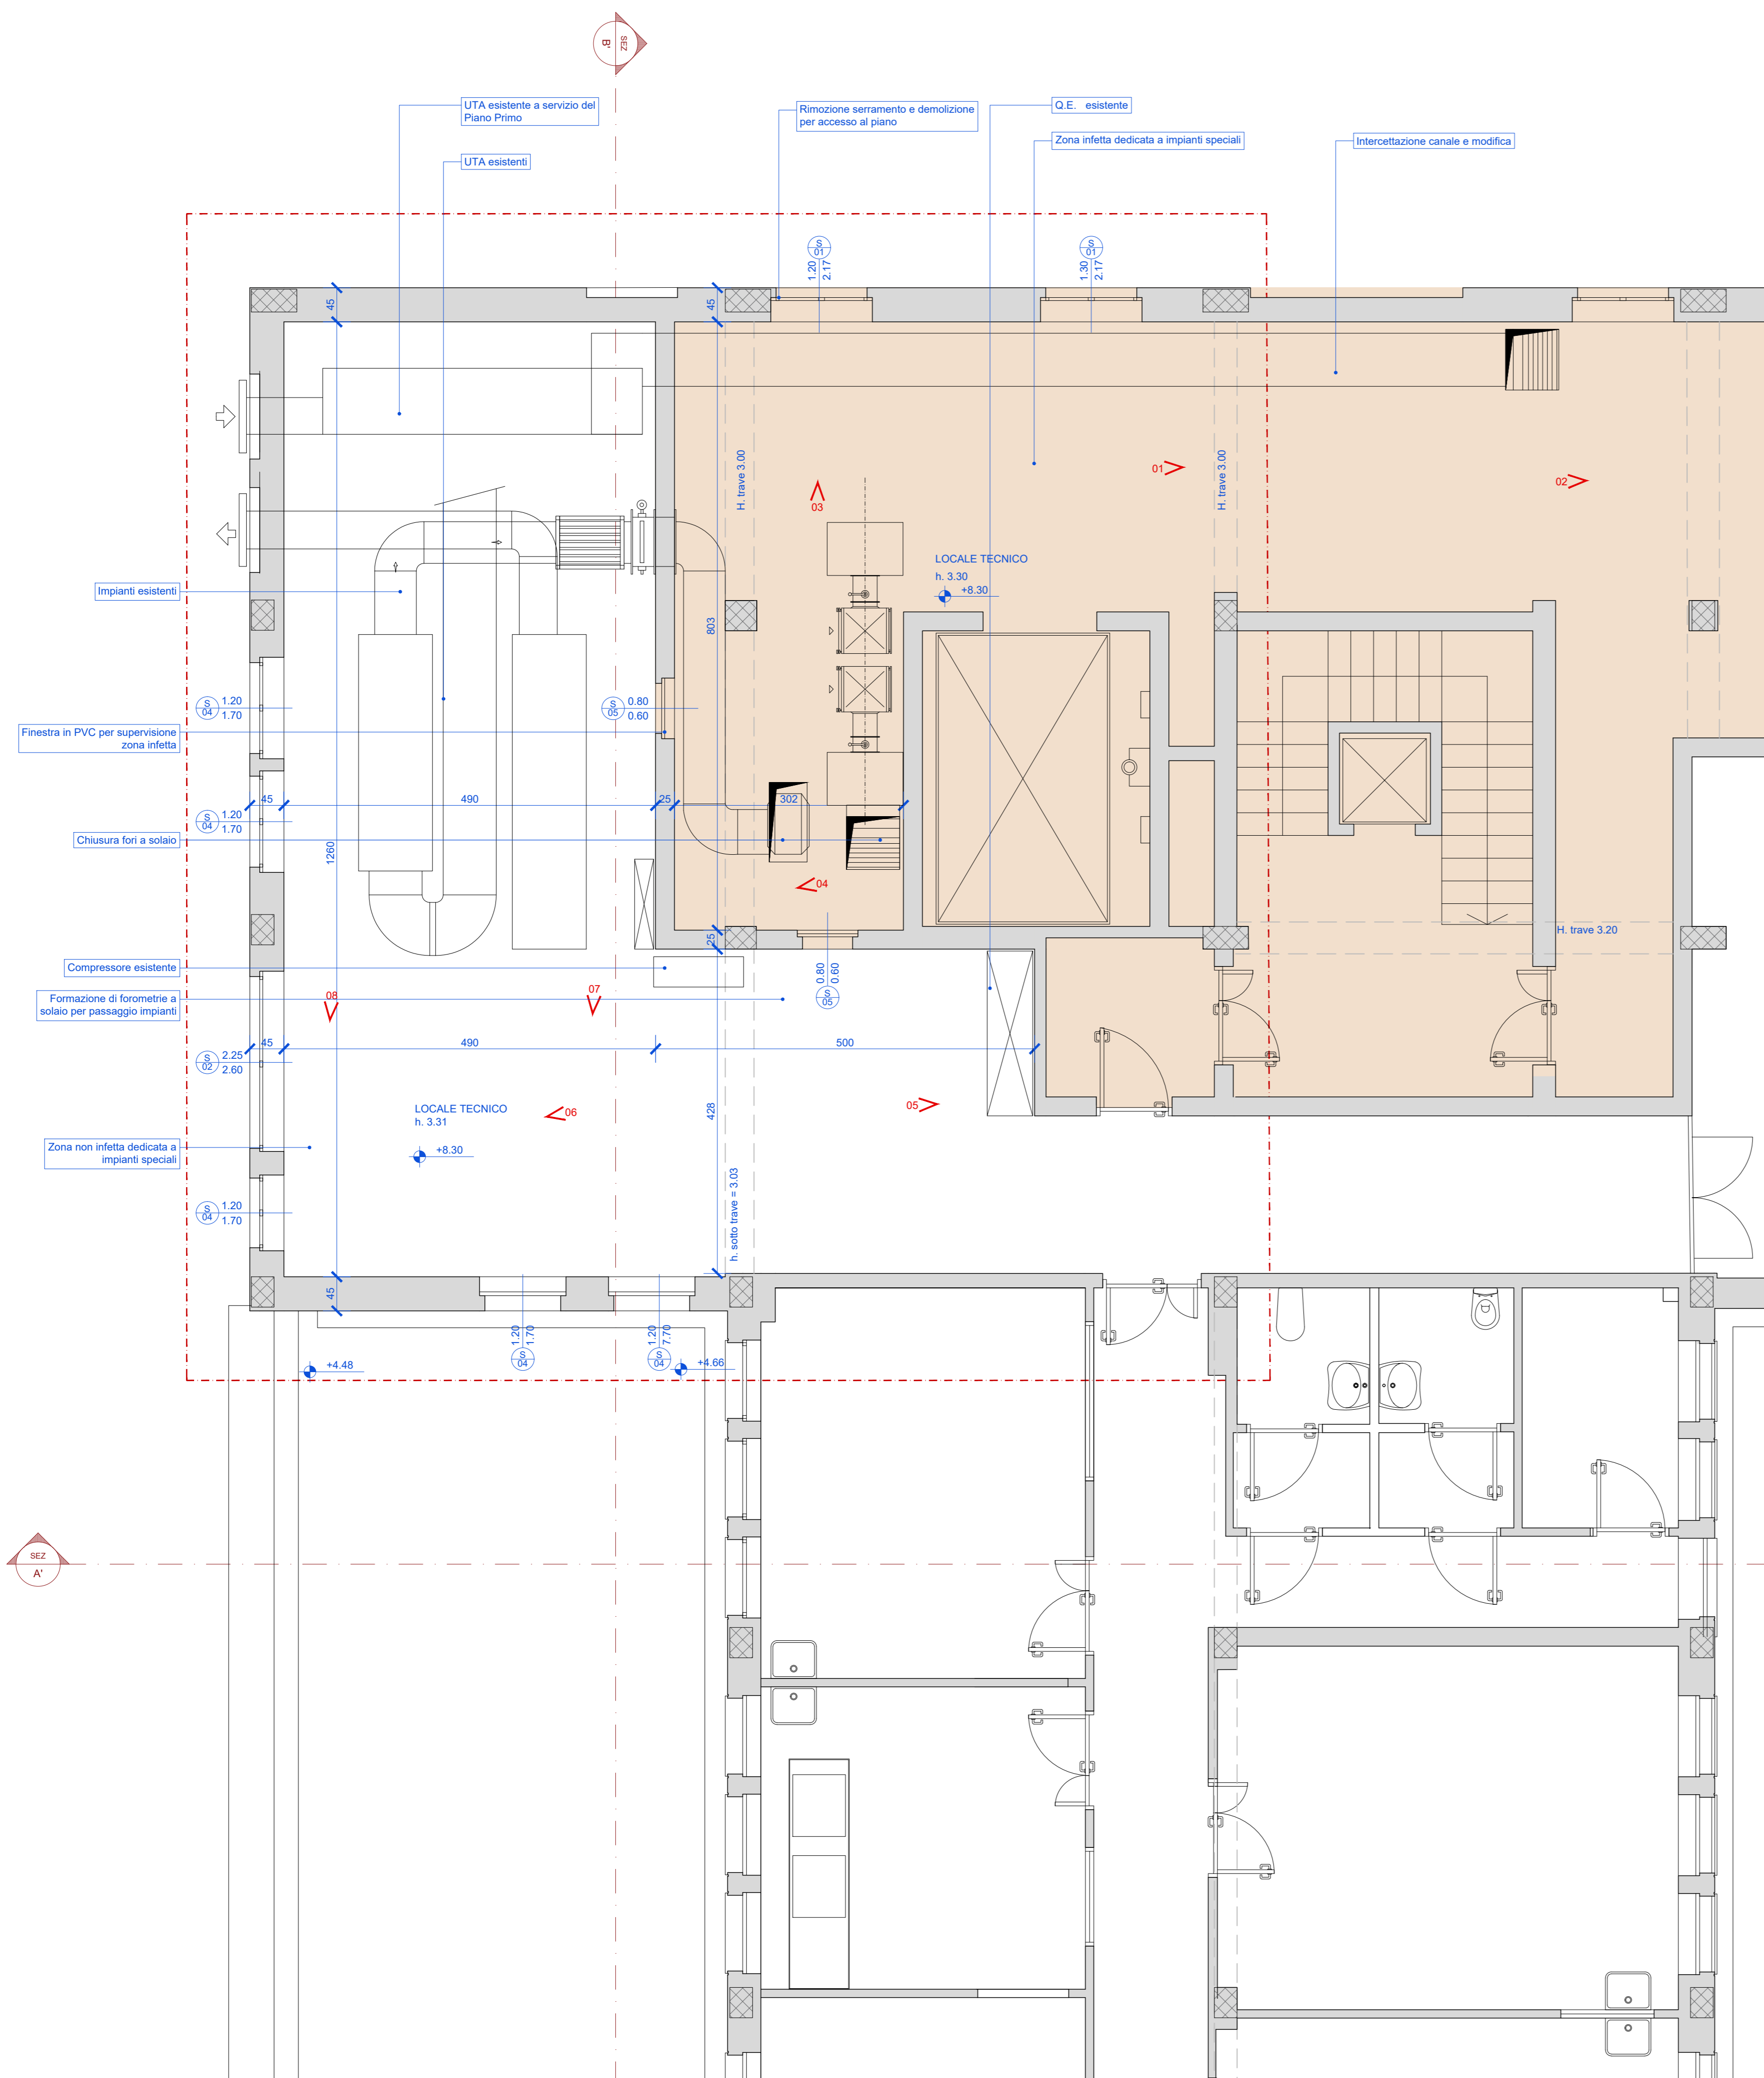 B'
SEZ
UTA esistente a servizio del
Piano Primo
UTA esistenti
Rimozione serramento e demolizione
per accesso al piano
Q.E. esistente
Zona infetta dedicata a impianti speciali
Intercettazione canale e modifica
S
01
1.20
2.17
S
01
1.30
2.17
45
45
H. trave 3.00
H. trave 3.00
01
02
03
LOCALE TECNICO
h. 3.30
+8.30
Impianti esistenti
803
S
04
1.20
1.70
S
05
0.80
0.60
Finestra in PVC per supervisione
zona infetta
45
490
25
302
S
04
1.20
1.70
Chiusura fori a solaio
1260
04
25
H. trave 3.20
Compressore esistente
0.80
0.60
S
05
Formazione di forometrie a
solaio per passaggio impianti
08
07
45
490
500
S
02
2.25
2.60
LOCALE TECNICO
h. 3.31
06
05
428
+8.30
Zona non infetta dedicata a
impianti speciali
h. sotto trave = 3.03
S
04
1.20
1.70
45
1.20
1.70
S
04
1.20
7.70
S
04
+4.48
+4.66
SEZ
A'